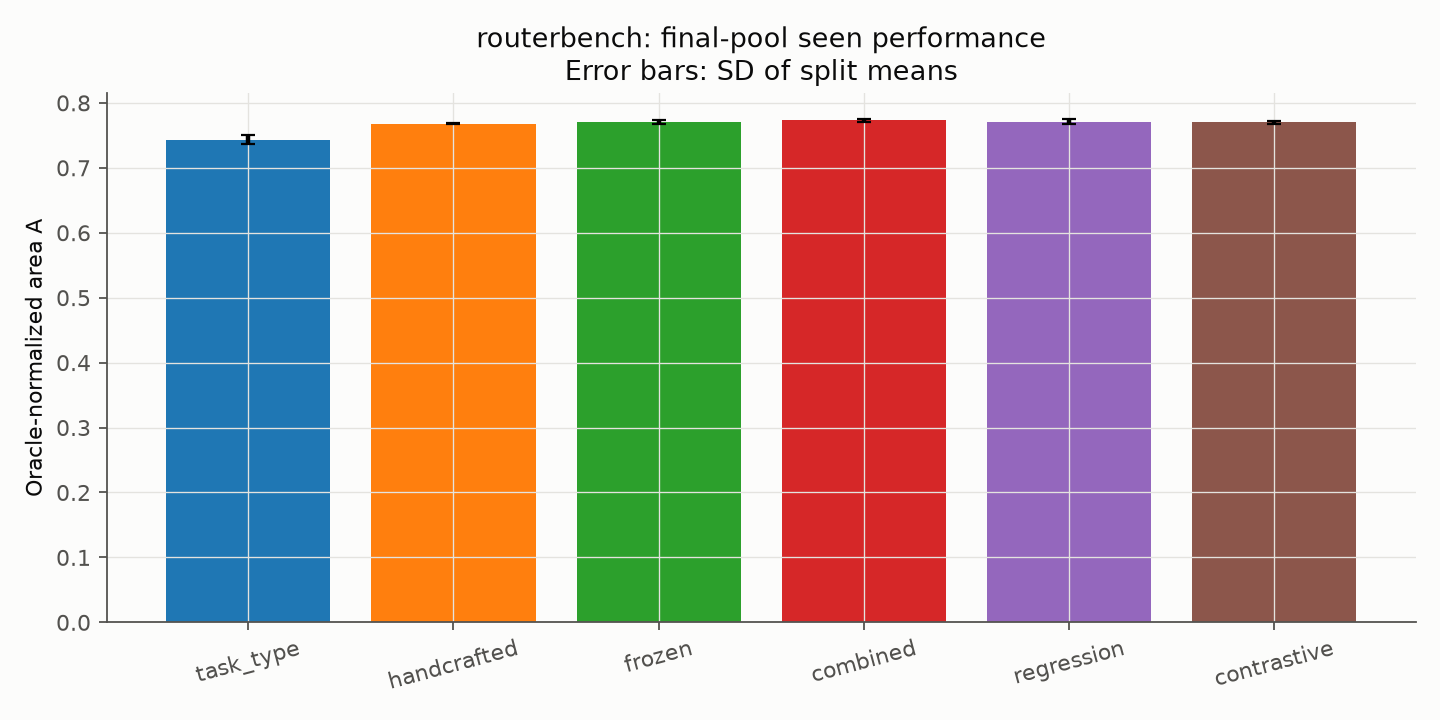 routerbench: final-pool seen performance
Error bars: SD of split means
Oracle-normalized area A
0.8
0.7
0.6
0.5
0.4
0.3
0.2
0.1
0.0
task_type
handcrafted
frozen
combined
regression
contrastive